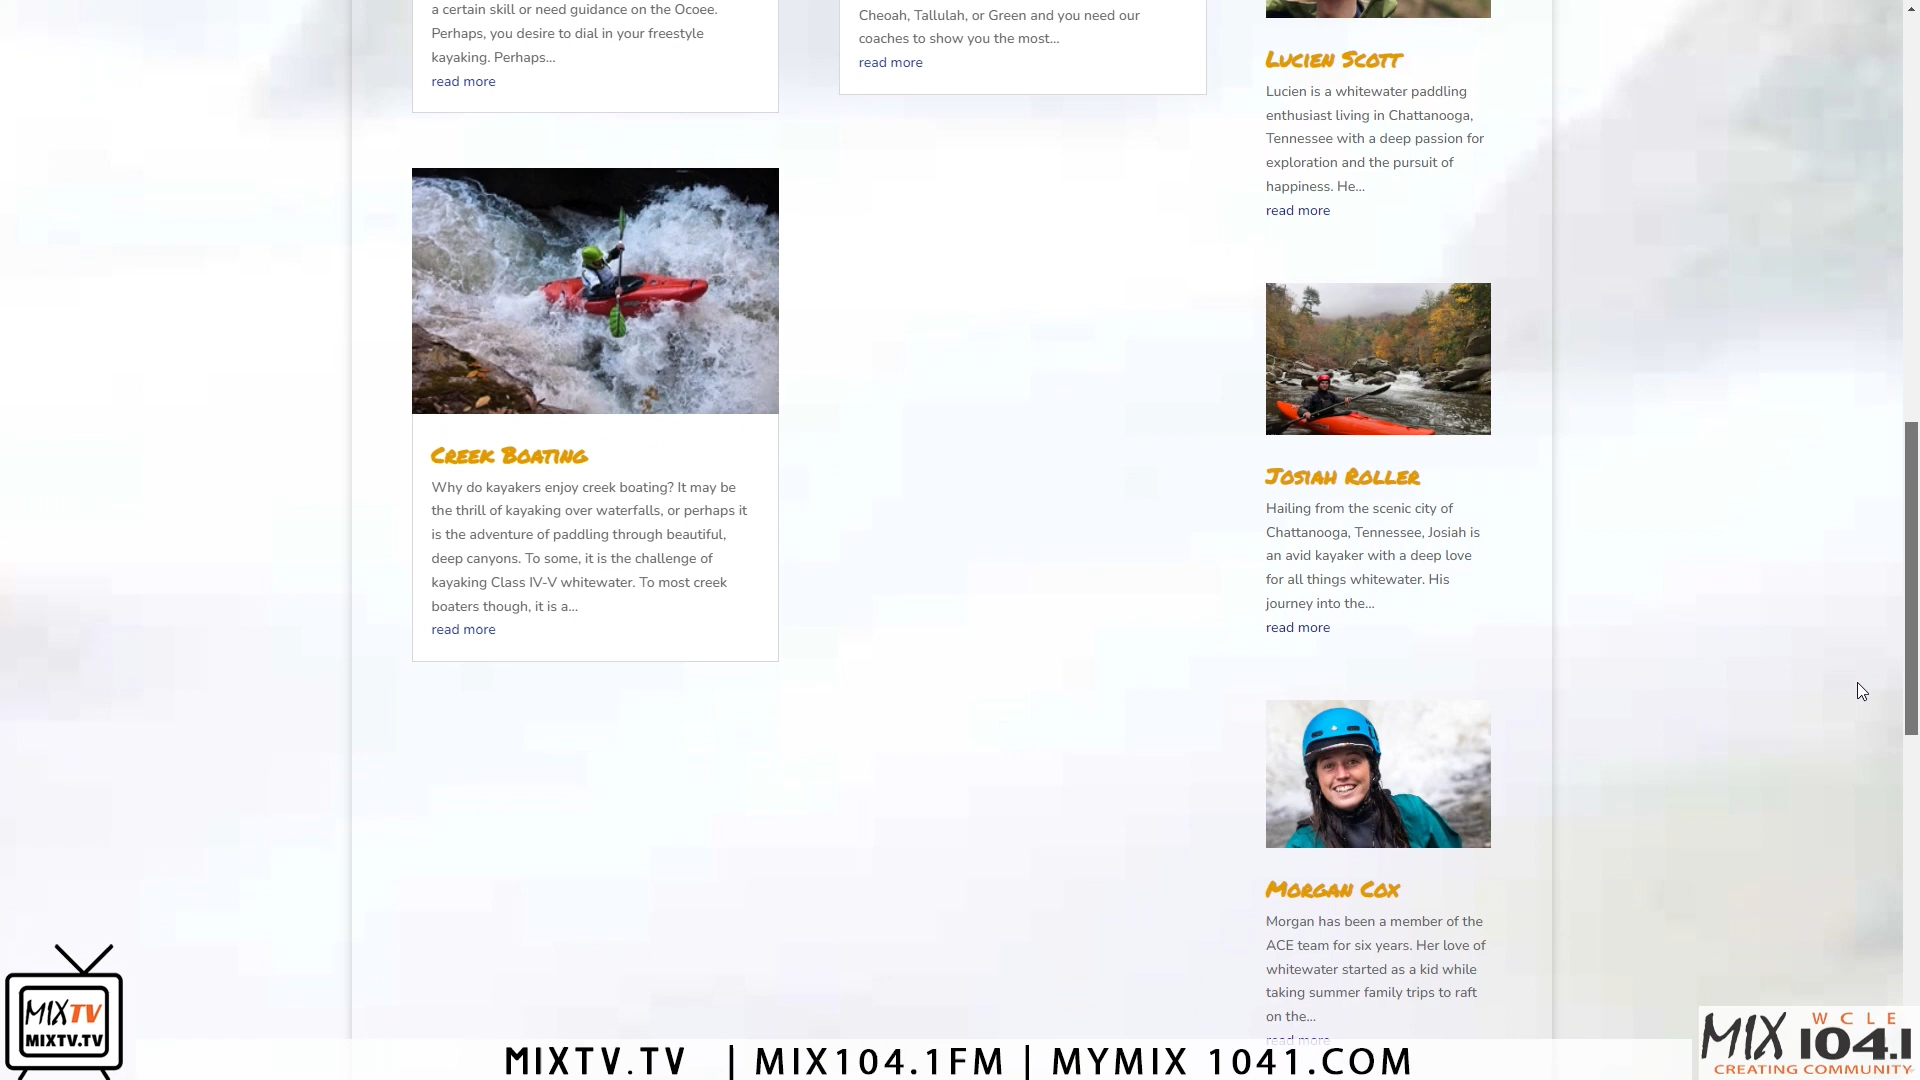 a certain skill or need guidance on the Ocoee.
Perhaps, you desire to dial in your freestyle
kayaking. Perhaps...
read more
Creek Boating
Why do kayakers enjoy creek boating? It may be
the thrill of kayaking over waterfalls, or perhaps it
is the adventure of paddling through beautiful,
deep canyons. To some, it is the challenge of
kayaking Class IV-V whitewater. To most creek
boaters though, it is a...
read more
Cheoah, Tallulah, or Green and you need our
coaches to show you the most...
read more
Lucien Scott
Lucien is a whitewater paddling
enthusiast living in Chattanooga,
Tennessee with a deep passion for
exploration and the pursuit of
happiness. He...
read more
Josiah Roller
Hailing from the scenic city of
Chattanooga, Tennessee, Josiah is
an avid kayaker with a deep love
for all things whitewater. His
journey into the...
read more
Morgan Cox
Morgan has been a member of the
ACE team for six years. Her love of
whitewater started as a kid while
taking summer family trips to raft
on the...
read more
MIXTV
MIXTV.TV
MIXTV.TV | MIX104.1FM | MYMIX 1041.COM
WCLE
MIX 104.1
CREATING COMMUNITY